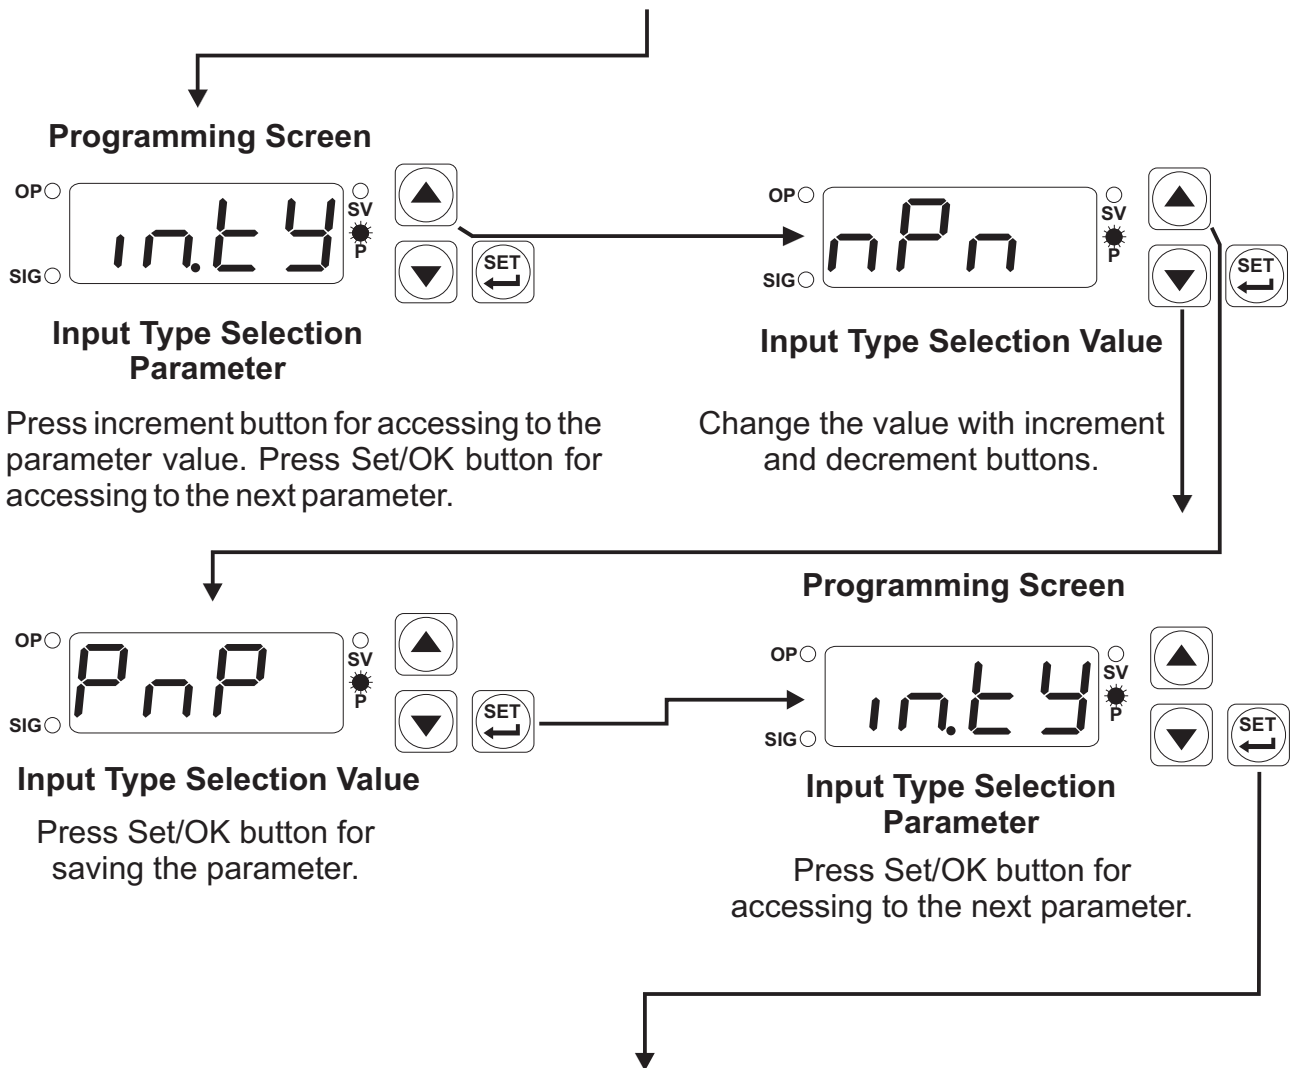 Programming Screen
OP
in.tY
SV
P
SIG
SET
Input Type Selection
Parameter
Press increment button for accessing to the
parameter value. Press Set/OK button for
accessing to the next parameter.
OP
nPn
SV
P
SIG
SET
Input Type Selection Value
Change the value with increment
and decrement buttons.
OP
PnP
SV
P
SIG
SET
Input Type Selection Value
Press Set/OK button for
saving the parameter.
Programming Screen
OP
in.tY
SV
P
SIG
SET
Input Type Selection
Parameter
Press Set/OK button for
accessing to the next parameter.